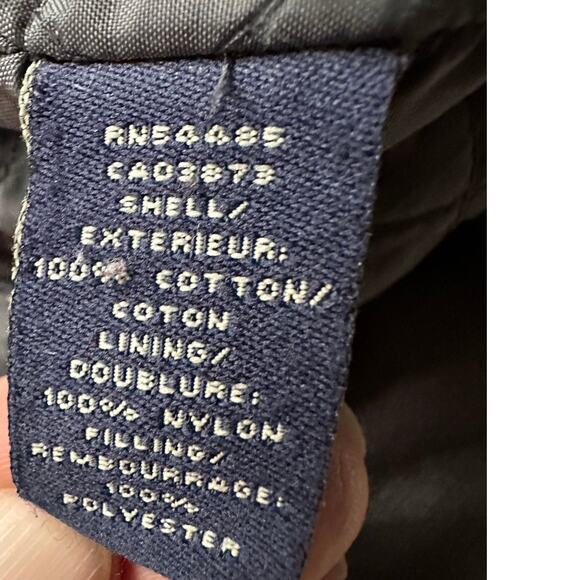 RN54485
CA03873
SHELL/
EXTERIEUR:
100% COTTON/
COTON
LINING/
DOUBLURE:
100% NYLON
FILLING/
REMBOURRAGE:
100%
POLYESTER